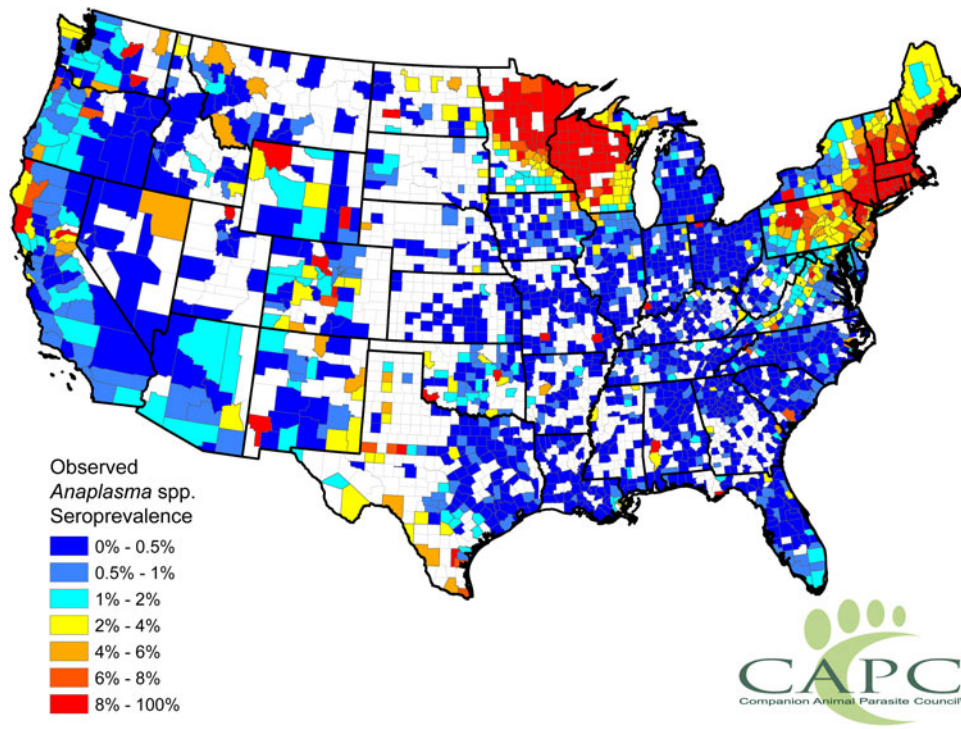 Observed
Anaplasma spp.
Seroprevalence
0% - 0.5%
0.5% - 1%
1% - 2%
2% - 4%
4% - 6%
6% - 8%
8% - 100%
CAPC
Companion Animal Parasite Council